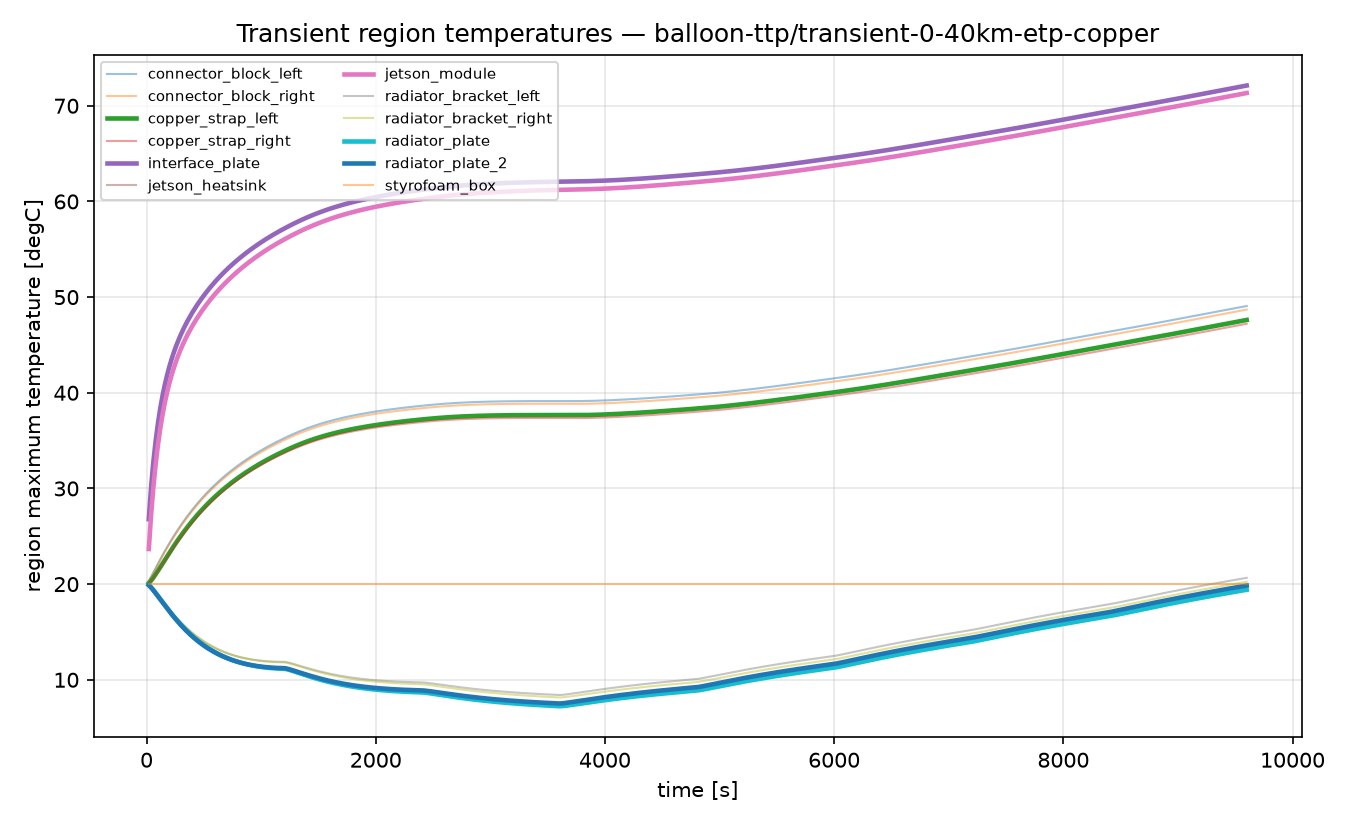 Transient region temperatures — balloon-ttp/transient-0-40km-etp-copper
connector_block_left
connector_block_right
copper_strap_left
copper_strap_right
interface_plate
jetson_heatsink
jetson_module
radiator_bracket_left
radiator_bracket_right
radiator_plate
radiator_plate_2
styrofoam_box
region maximum temperature [degC]
70
60
50
40
30
20
10
0
2000
4000
6000
8000
10000
time [s]